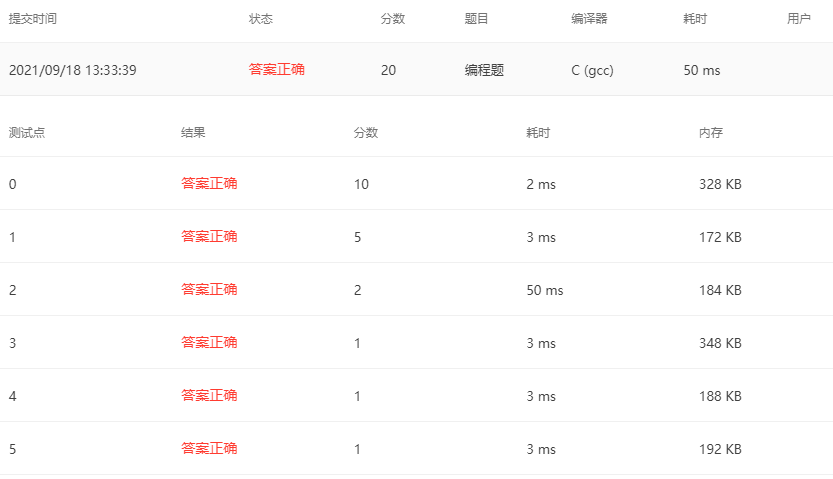 提交时间 状态 分数 题目 编译器 耗时 用户
2021/09/18 13:33:39 答案正确 20 编程题 C (gcc) 50 ms
测试点 结果 分数 耗时 内存
0 答案正确 10 2 ms 328 KB
1 答案正确 5 3 ms 172 KB
2 答案正确 2 50 ms 184 KB
3 答案正确 1 3 ms 348 KB
4 答案正确 1 3 ms 188 KB
5 答案正确 1 3 ms 192 KB